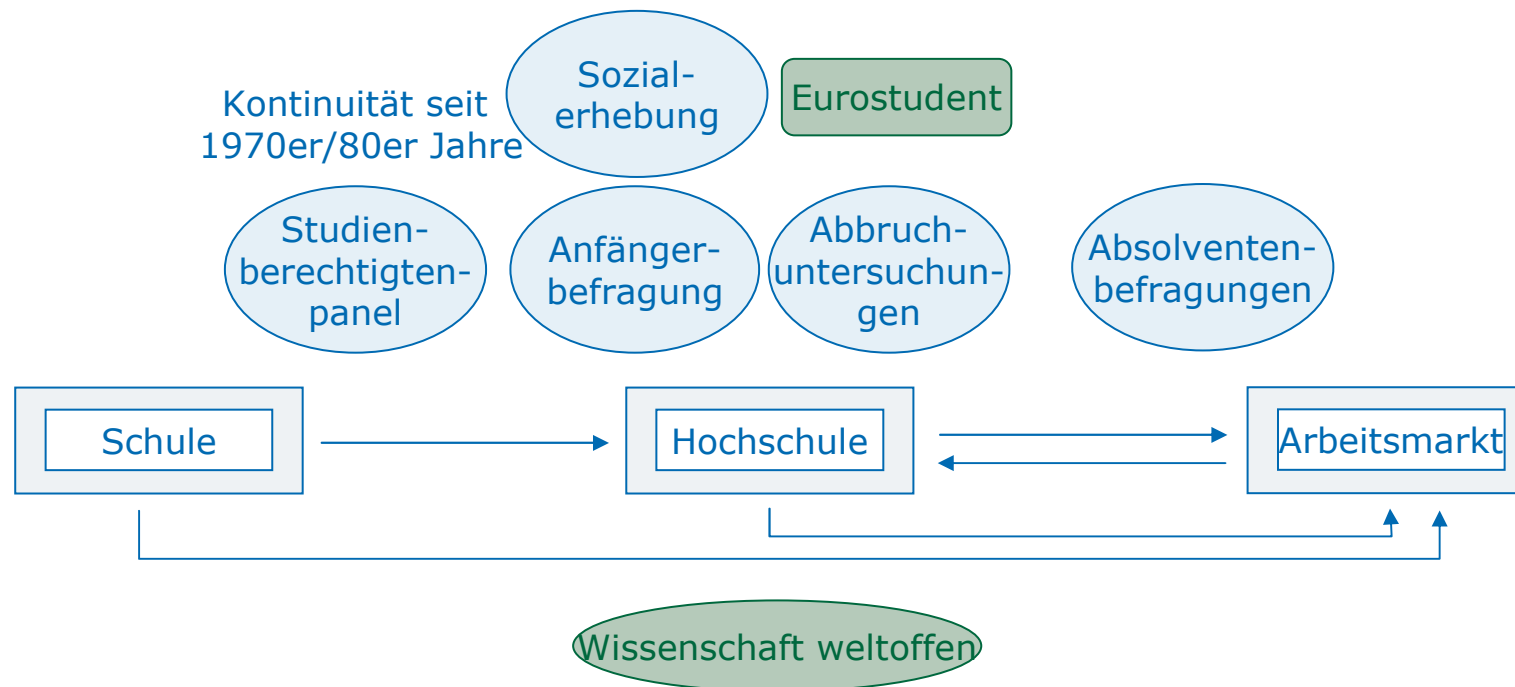 Sozial-
erhebung
Eurostudent
Kontinuität seit
1970er/80er Jahre
Studien-
berechtigten-
panel
Anfänger-
befragung
Abbruch-
untersuchun-
gen
Absolventen-
befragungen
Schule
Hochschule
Arbeitsmarkt
Wissenschaft weltoffen